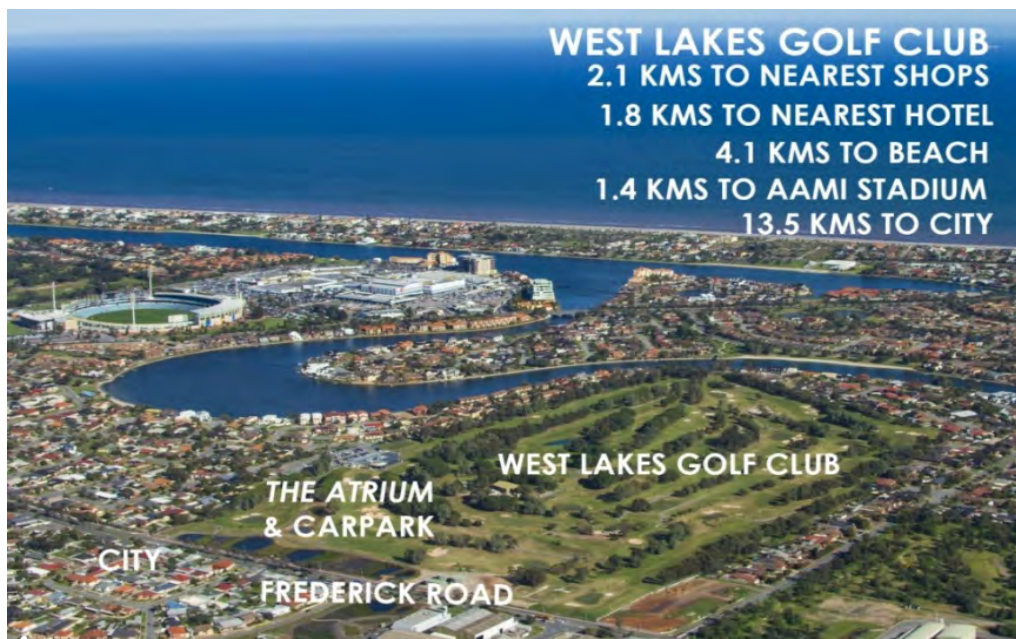 WEST LAKES GOLF CLUB
2.1 KMS TO NEAREST SHOPS
1.8 KMS TO NEAREST HOTEL
4.1 KMS TO BEACH
1.4 KMS TO AAMI STADIUM
13.5 KMS TO CITY
WEST LAKES GOLF CLUB
THE ATRIUM
& CARPARK
CITY
FREDERICK ROAD